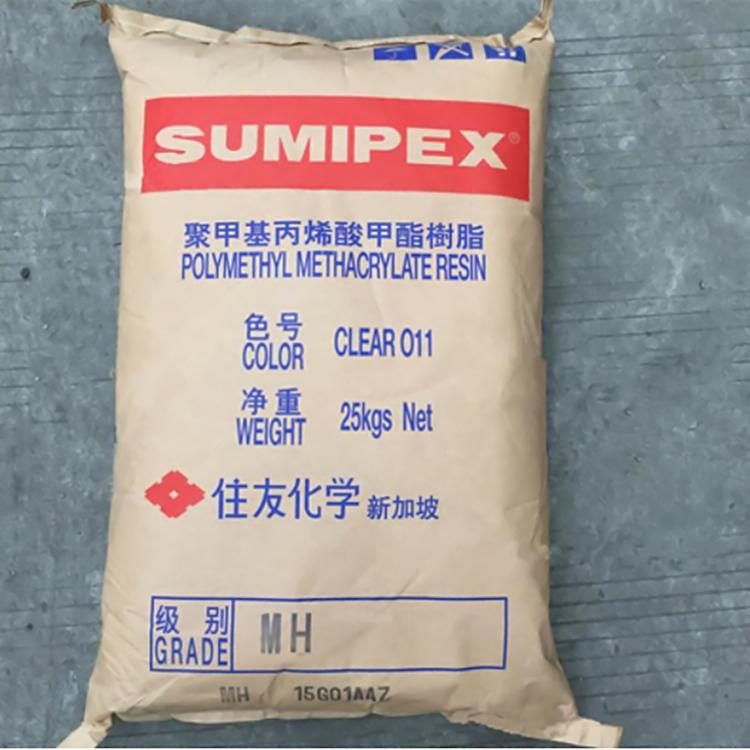 SUMIPEX®
聚甲基丙烯酸甲酯樹脂
POLYMETHYL METHACRYLATE RESIN
色号 CLEAR 011
COLOR
净重 25kgs Net
WEIGHT
住友化学 新加坡
级别 MH
GRADE
MH 15G01A4Z